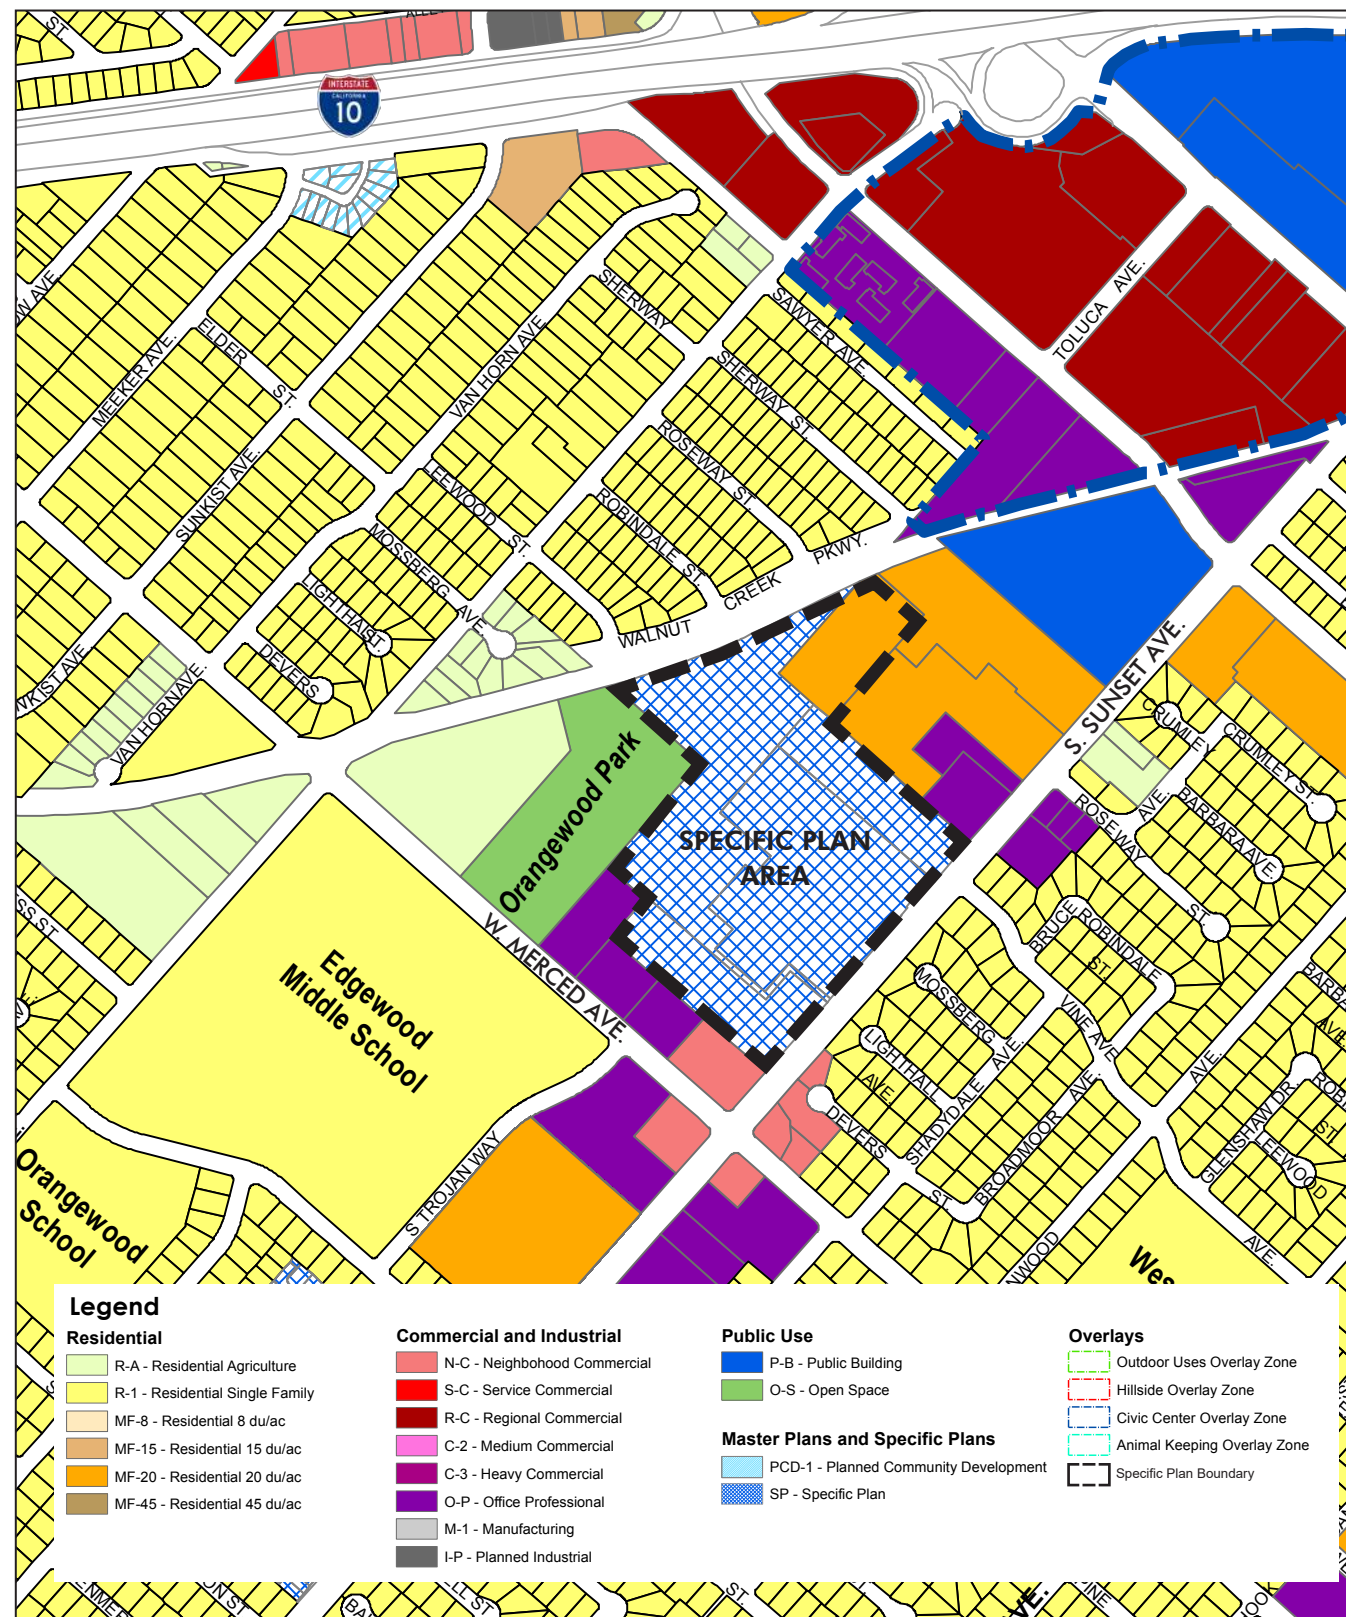 ST.
INTERSTATE
CALIFORNIA
10
SHERWAY
SAWYER AVE.
TOLUCA AVE.
ELDER ST.
MEEKER AVE.
VAN HORN AVE
SHERWAY ST.
ROSEWAY ST.
SUNKIST AVE.
LEEWOOD ST.
ROBINDALE ST.
MOSSBERG AVE.
PKWY.
CREEK
WALNUT
LIGHTHALL ST.
DEVERS
VAN HORN AVE.
S. SUNSET AVE.
CRUMLEY
CRUMLEY ST.
Orangewood Park
SPECIFIC PLAN
AREA
ROSEWAY ST.
AVE.
BARBARA AVE.
W. MERCED AVE.
BRUCE
ROBINDALE
ST.
Edgewood
Middle School
MOSSBERG
AVE.
VINE AVE
LIGHTHALL
AVE.
SHADYDALE
AVE.
DEVERS
ST.
BROADMOOR
AVE.
GLENSHAW DR.
LEEWOOD
AVE.
ST.
S TROJAN WAY
Orangewood
School
Legend
Residential
R-A - Residential Agriculture
R-1 - Residential Single Family
MF-8 - Residential 8 du/ac
MF-15 - Residential 15 du/ac
MF-20 - Residential 20 du/ac
MF-45 - Residential 45 du/ac
Commercial and Industrial
N-C - Neighbohood Commercial
S-C - Service Commercial
R-C - Regional Commercial
C-2 - Medium Commercial
C-3 - Heavy Commercial
O-P - Office Professional
M-1 - Manufacturing
I-P - Planned Industrial
Public Use
P-B - Public Building
O-S - Open Space
Master Plans and Specific Plans
PCD-1 - Planned Community Development
SP - Specific Plan
Overlays
Outdoor Uses Overlay Zone
Hillside Overlay Zone
Civic Center Overlay Zone
Animal Keeping Overlay Zone
Specific Plan Boundary
ST.